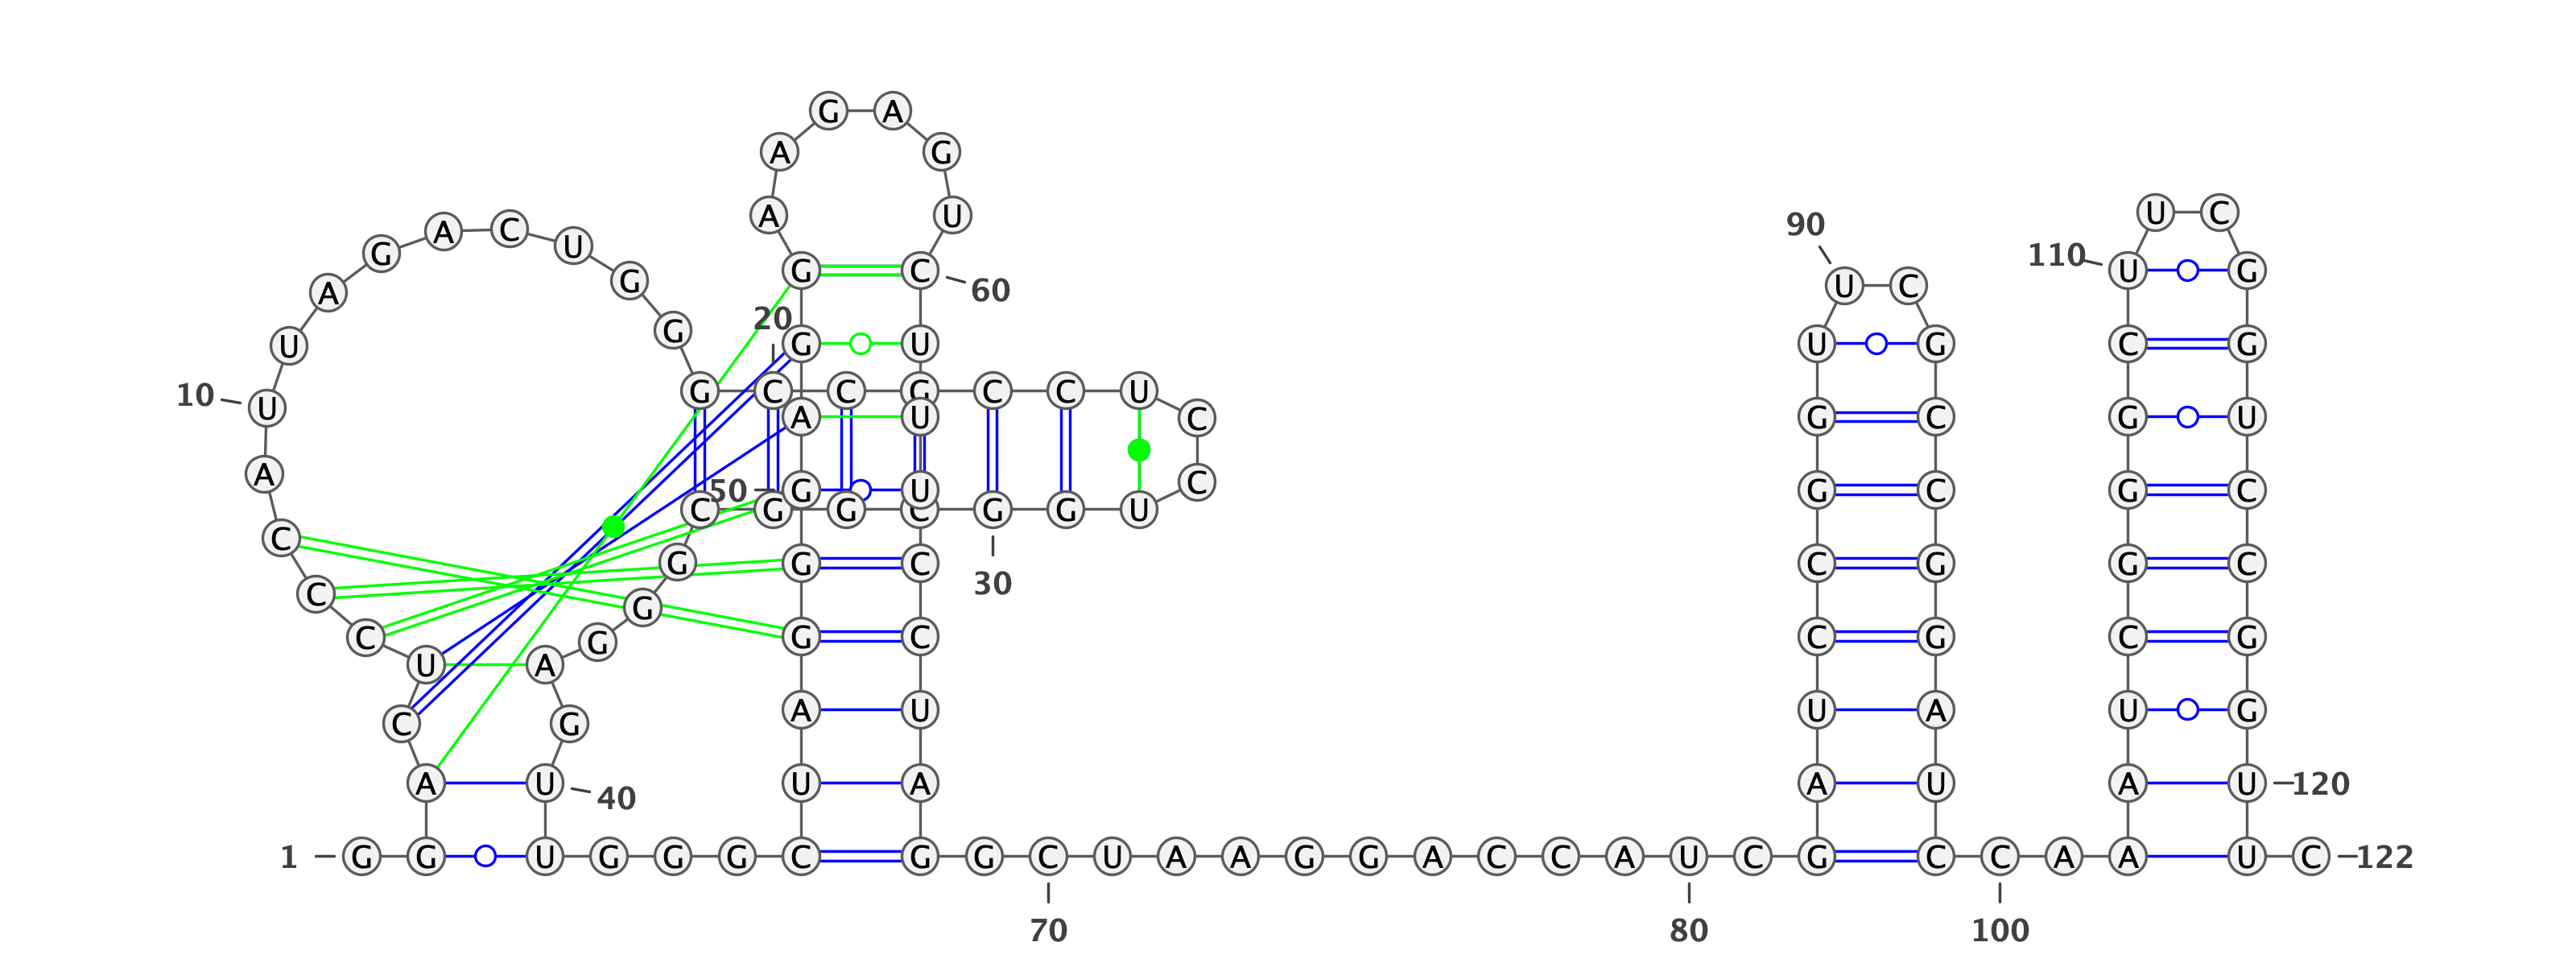 G A
A G
U C
A U
A C
90
U
G
110
G C U G
G
U C
60
A
20
G
U G U U G C G
10 U
G C C G C C U C
A U G C C G U
A
C
50 G U G C G C
C G G C G G U
C
G G C C G G C
30
C
G
C G G C C G C G
U A
C G A U U A U G
A U U A A U A U 120
40
1 G G U G G G C G G C U A A G G A C C A U C G C C A A U C 122
70 80 100